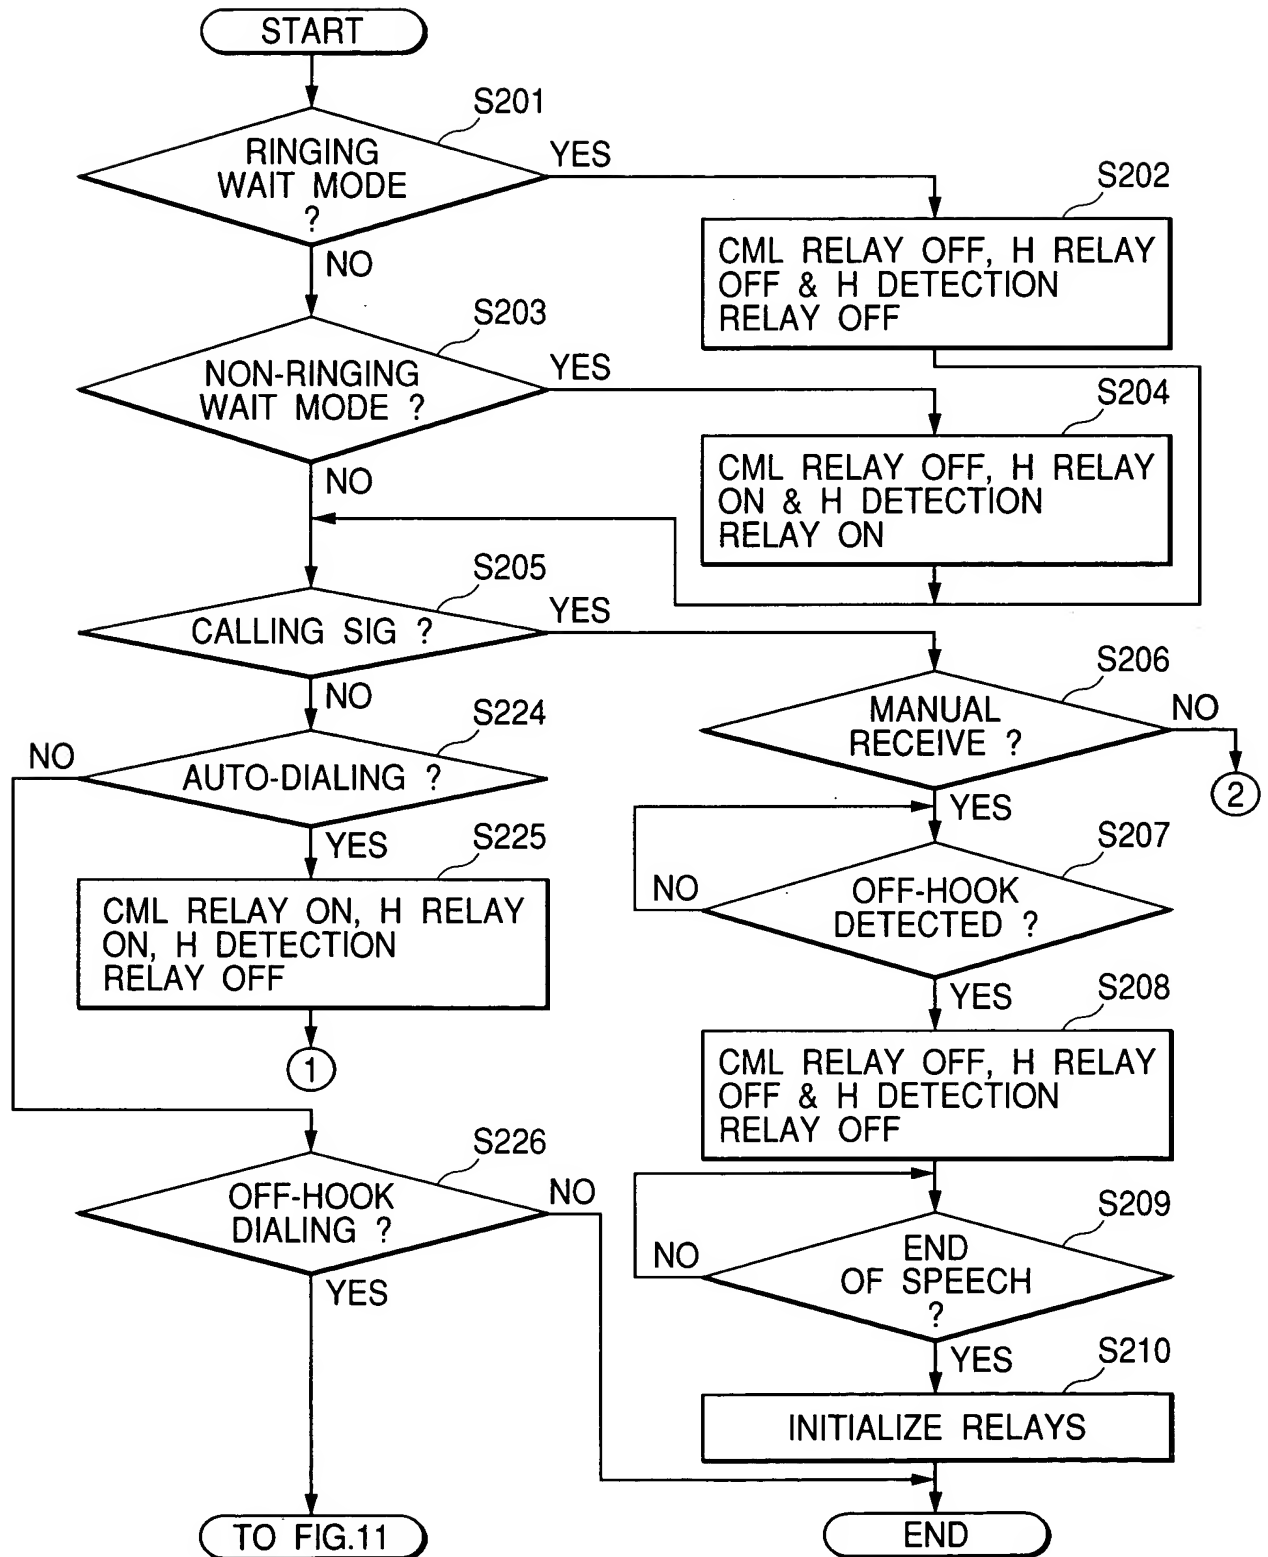 START
S201
RINGING
WAIT MODE
?
YES
NO
S202
CML RELAY OFF, H RELAY
OFF & H DETECTION
RELAY OFF
S203
NON-RINGING
WAIT MODE ?
YES
NO
S204
CML RELAY OFF, H RELAY
ON & H DETECTION
RELAY ON
S205
CALLING SIG ?
YES
NO
S206
MANUAL
RECEIVE ?
NO
2
YES
S224
AUTO-DIALING ?
NO
YES
S207
OFF-HOOK
DETECTED ?
NO
YES
S225
CML RELAY ON, H RELAY
ON, H DETECTION
RELAY OFF
1
S208
CML RELAY OFF, H RELAY
OFF & H DETECTION
RELAY OFF
S226
OFF-HOOK
DIALING ?
NO
YES
S209
END
OF SPEECH
?
NO
YES
S210
INITIALIZE RELAYS
TO FIG.11
END